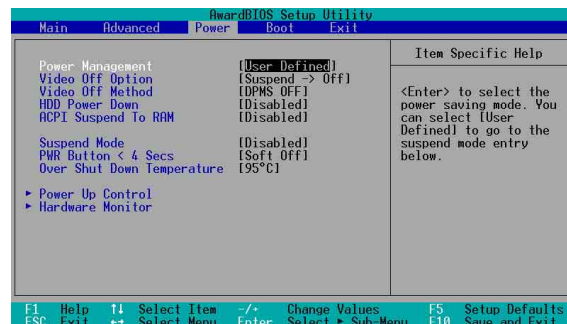 AwardBIOS Setup Utility
Main Advanced Power Boot Exit
Item Specific Help
Power Management [User Defined]
Video Off Option [Suspend -> Off]
Video Off Method [DPMS OFF]
HDD Power Down [Disabled]
ACPI Suspend To RAM [Disabled]
Suspend Mode [Disabled]
PWR Button < 4 Secs [Soft Off]
Over Shut Down Temperature [95°C]
▸ Power Up Control
▸ Hardware Monitor
<Enter> to select the
power saving mode. You
can select [User
Defined] to go to the
suspend mode entry
below.
F1 Help ↑↓ Select Item -/+ Change Values F5 Setup Defaults
ESC Exit ↔ Select Menu Enter Select ▸ Sub-Menu F10 Save and Exit